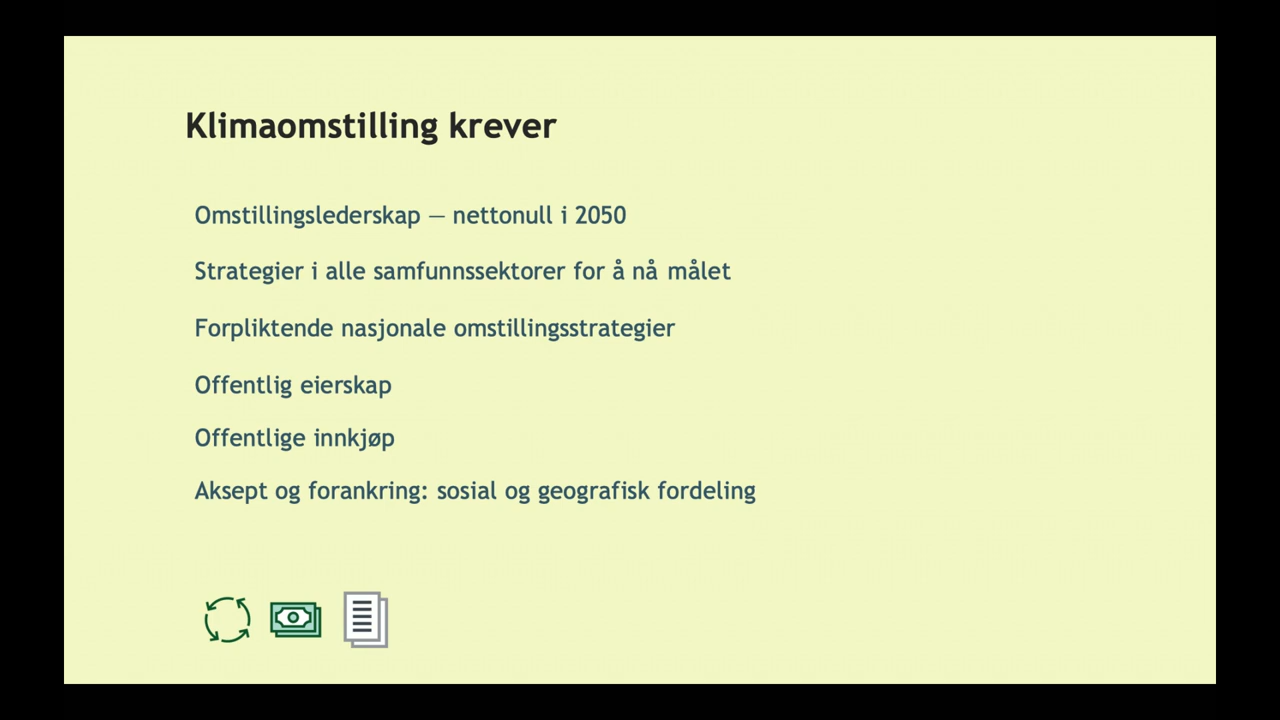 Klimaomstilling krever
Omstillingslederskap — nettonull i 2050
Strategier i alle samfunnssektorer for å nå målet
Forpliktende nasjonale omstillingsstrategier
Offentlig eierskap
Offentlige innkjøp
Aksept og forankring: sosial og geografisk fordeling